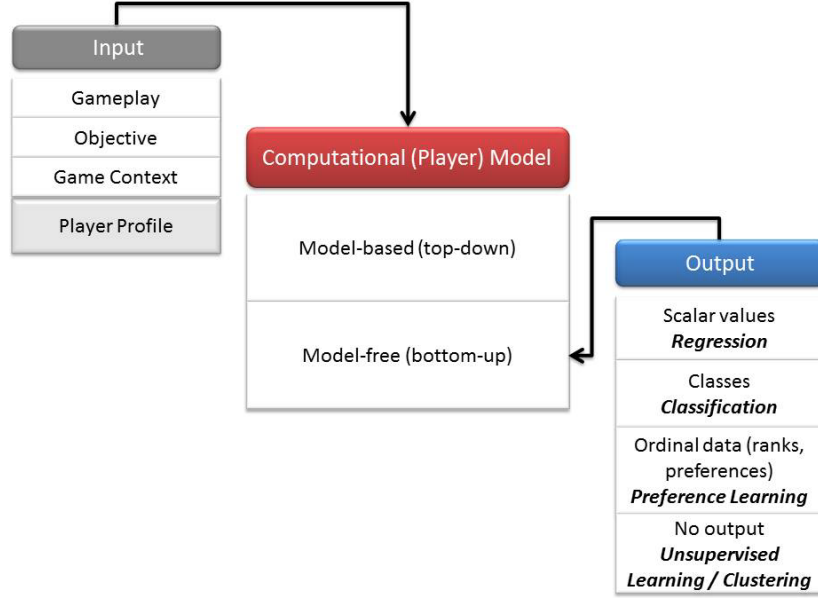 Input
Gameplay
Objective
Game Context
Player Profile
Computational (Player) Model
Model-based (top-down)
Model-free (bottom-up)
Output
Scalar values
Regression
Classes
Classification
Ordinal data (ranks,
preferences)
Preference Learning
No output
Unsupervised
Learning / Clustering